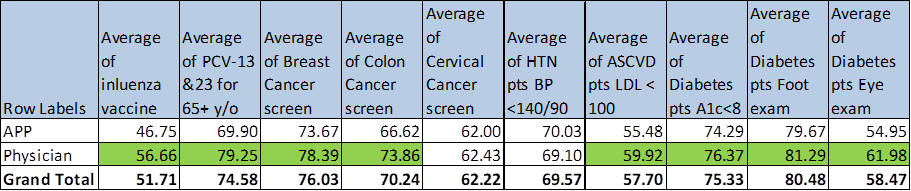 Row Labels | Average of inluenza vaccine | Average of PCV-13 &23 for 65+ y/o | Average of Breast Cancer screen | Average of Colon Cancer screen | Average of Cervical Cancer screen | Average of HTN pts BP <140/90 | Average of ASCVD pts LDL < 100 | Average of Diabetes pts A1c<8 | Average of Diabetes pts Foot exam | Average of Diabetes pts Eye exam
APP | 46.75 | 69.90 | 73.67 | 66.62 | 62.00 | 70.03 | 55.48 | 74.29 | 79.67 | 54.95
Physician | 56.66 | 79.25 | 78.39 | 73.86 | 62.43 | 69.10 | 59.92 | 76.37 | 81.29 | 61.98
Grand Total | 51.71 | 74.58 | 76.03 | 70.24 | 62.22 | 69.57 | 57.70 | 75.33 | 80.48 | 58.47